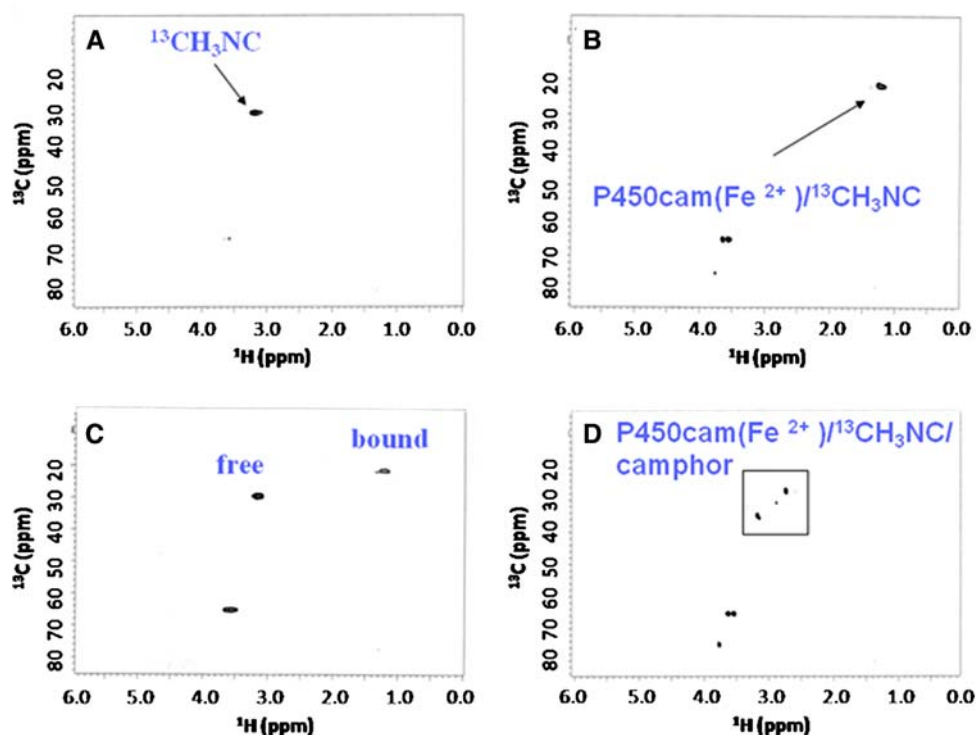 A
¹³CH₃NC
20
30
40
50
60
70
80
¹³C (ppm)
6.0 4.0 3.0 2.0 1.0 0.0
¹H (ppm)
B
P450cam(Fe ²⁺ )/¹³CH₃NC
20
30
40
50
60
70
80
¹³C (ppm)
6.0 5.0 4.0 3.0 2.0 1.0 0.0
¹H (ppm)
C
free
bound
20
30
40
50
60
70
80
¹³C (ppm)
6.0 5.0 4.0 3.0 2.0 1.0 0.0
¹H (ppm)
D
P450cam(Fe ²⁺ )/¹³CH₃NC/
camphor
20
30
40
50
60
70
80
¹³C (ppm)
6.0 5.0 4.0 3.0 2.0 1.0 0.0
¹H (ppm)